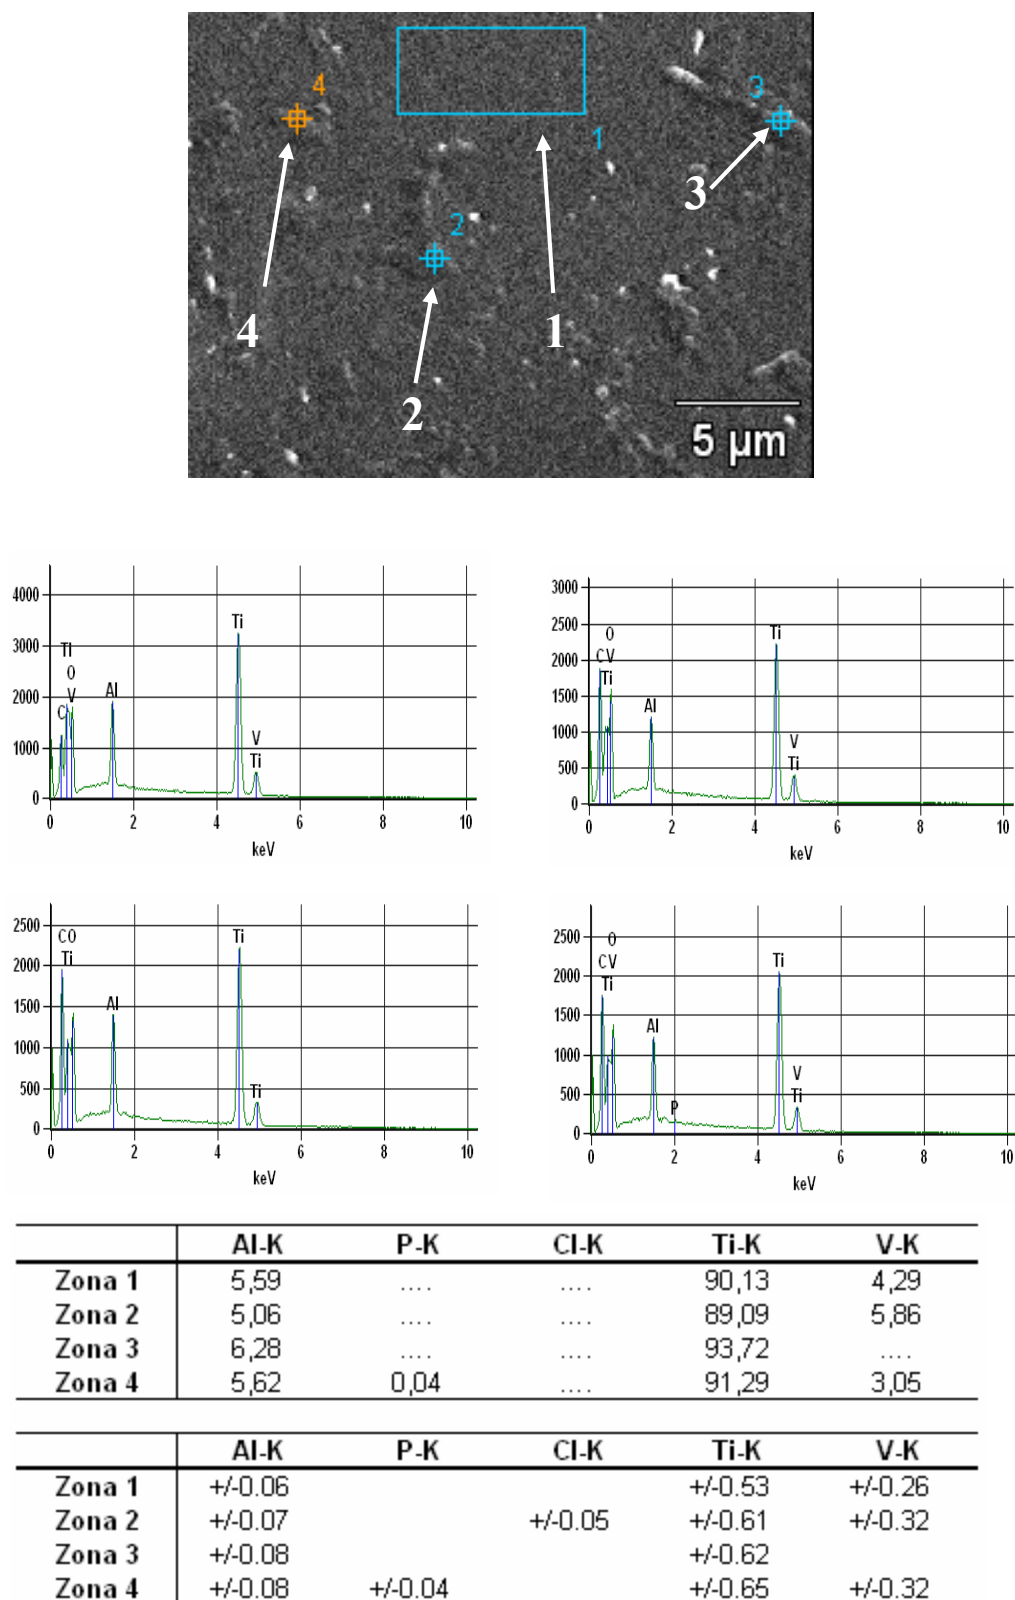 4
3
1
2
3
4
1
2
5 µm
4000
3000
2000
1000
0
Ti
O
V
C
Al
Ti
V
Ti
0 2 4 6 8 10
keV
3000
2500
2000
1500
1000
500
0
O
CV
Ti
Al
Ti
V
Ti
0 2 4 6 8 10
keV
2500
2000
1500
1000
500
0
CO
Ti
Al
Ti
Ti
0 2 4 6 8 10
keV
2500
2000
1500
1000
500
0
O
CV
Ti
Al
P
Ti
V
Ti
0 2 4 6 8 10
keV
Al-K P-K Cl-K Ti-K V-K
Zona 1 5,59 .... .... 90,13 4,29
Zona 2 5,06 .... .... 89,09 5,86
Zona 3 6,28 .... .... 93,72 ....
Zona 4 5,62 0,04 .... 91,29 3,05
Al-K P-K Cl-K Ti-K V-K
Zona 1 +/-0.06 +/-0.53 +/-0.26
Zona 2 +/-0.07 +/-0.05 +/-0.61 +/-0.32
Zona 3 +/-0.08 +/-0.62
Zona 4 +/-0.08 +/-0.04 +/-0.65 +/-0.32